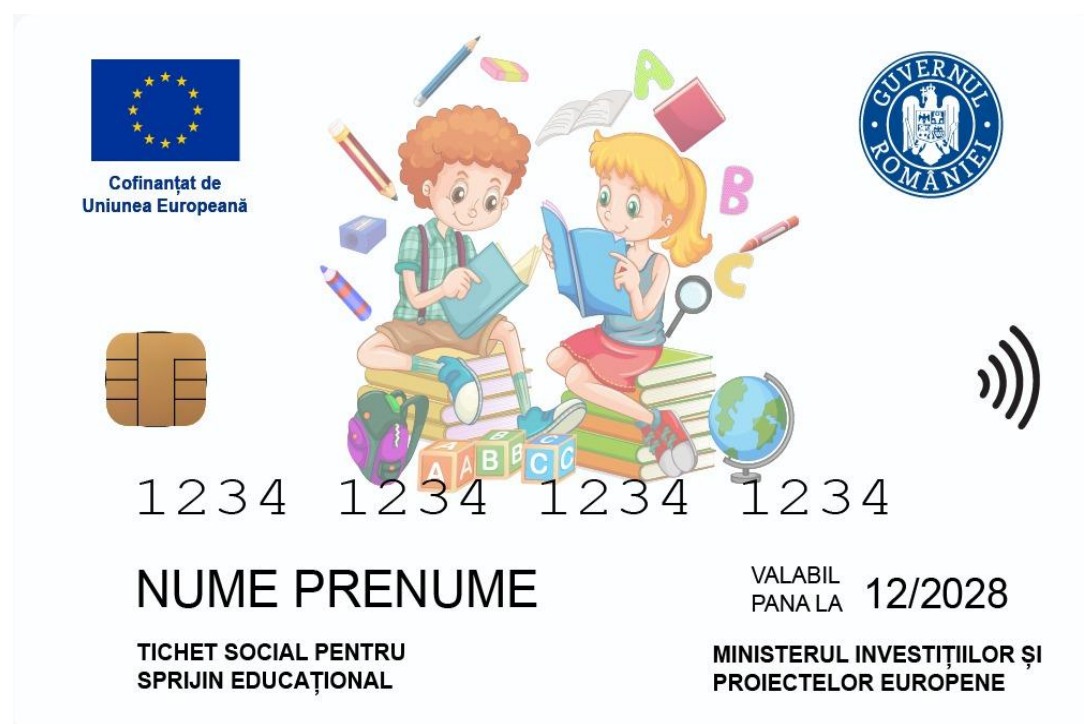 Cofinanțat de
Uniunea Europeană
GUVERNUL ROMÂNIEI
A
B
C
A A B B C C
1234 1234 1234 1234
NUME PRENUME
VALABIL
PANA LA 12/2028
TICHET SOCIAL PENTRU
SPRIJIN EDUCAȚIONAL
MINISTERUL INVESTIȚIILOR ȘI
PROIECTELOR EUROPENE